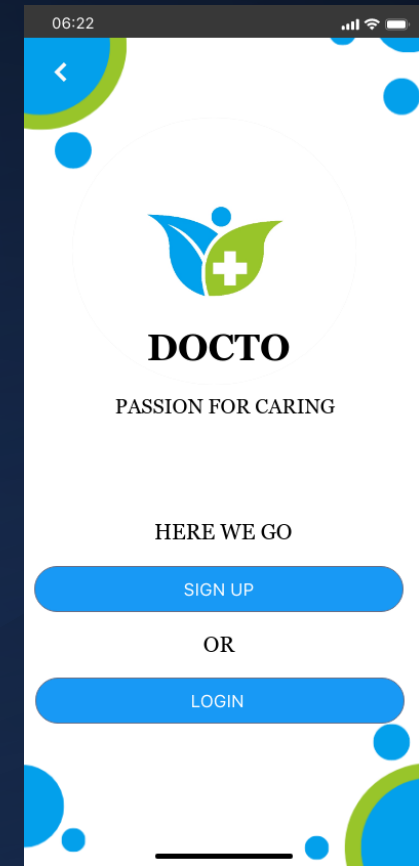 06:22
DOCTO
PASSION FOR CARING
HERE WE GO
SIGN UP
OR
LOGIN